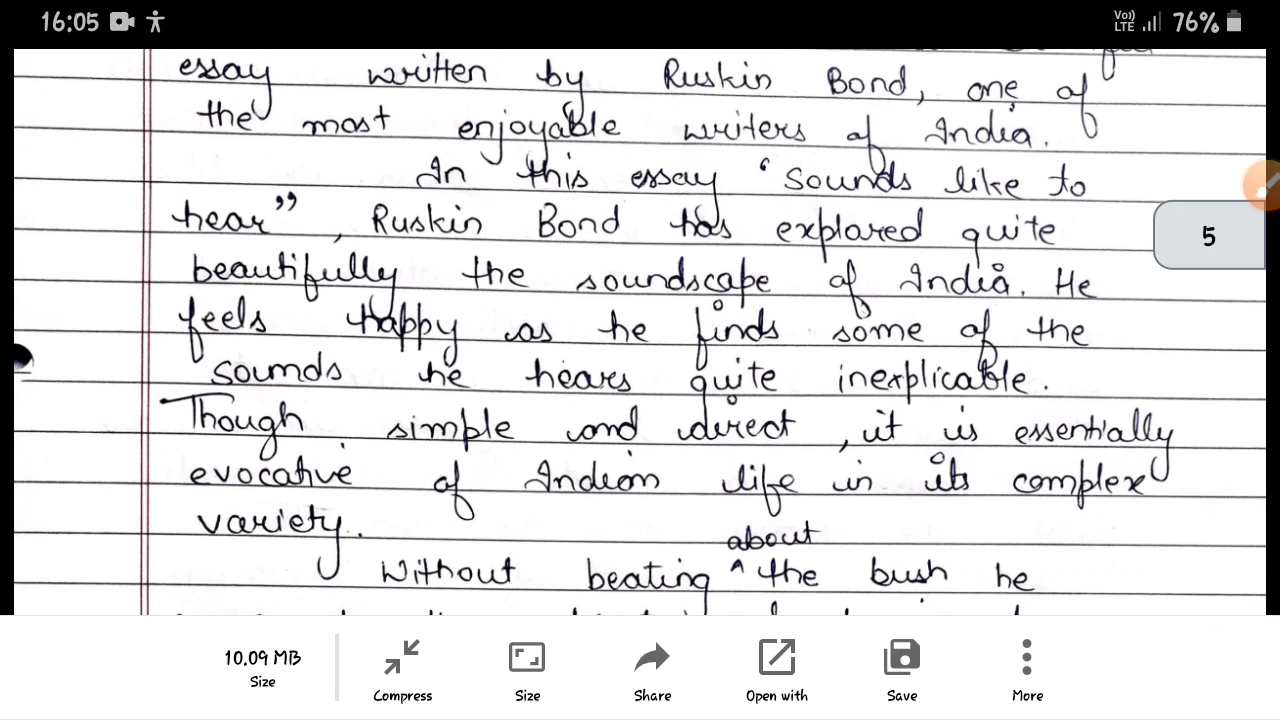 16:05
Vo)) LTE 76%
essay written by Ruskin Bond, one of
the most enjoyable writers of India.
In this essay "Sounds like to
hear", Ruskin Bond has explored quite
beautifully the soundscape of India. He
feels happy as he finds some of the
sounds he hears quite inexplicable.
Though simple and direct, it is essentially
evocative of Indian life in its complex
variety.
about
Without beating ^ the bush he
5
10.09 MB
Size
Compress
Size
Share
Open with
Save
More